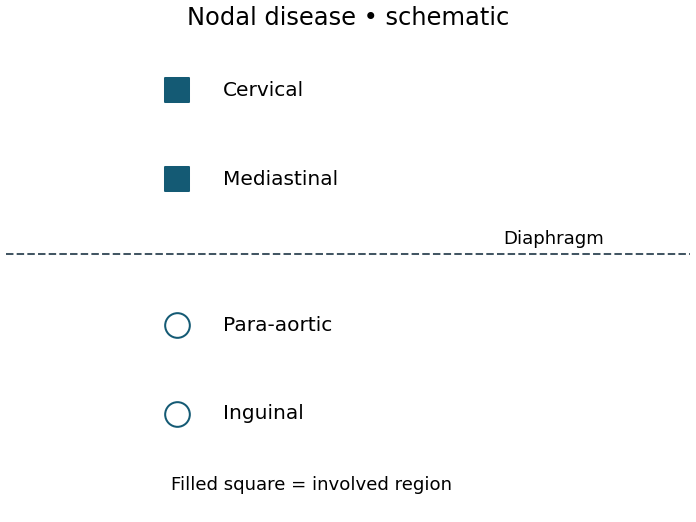 Nodal disease • schematic
Cervical
Mediastinal
Diaphragm
Para-aortic
Inguinal
Filled square = involved region